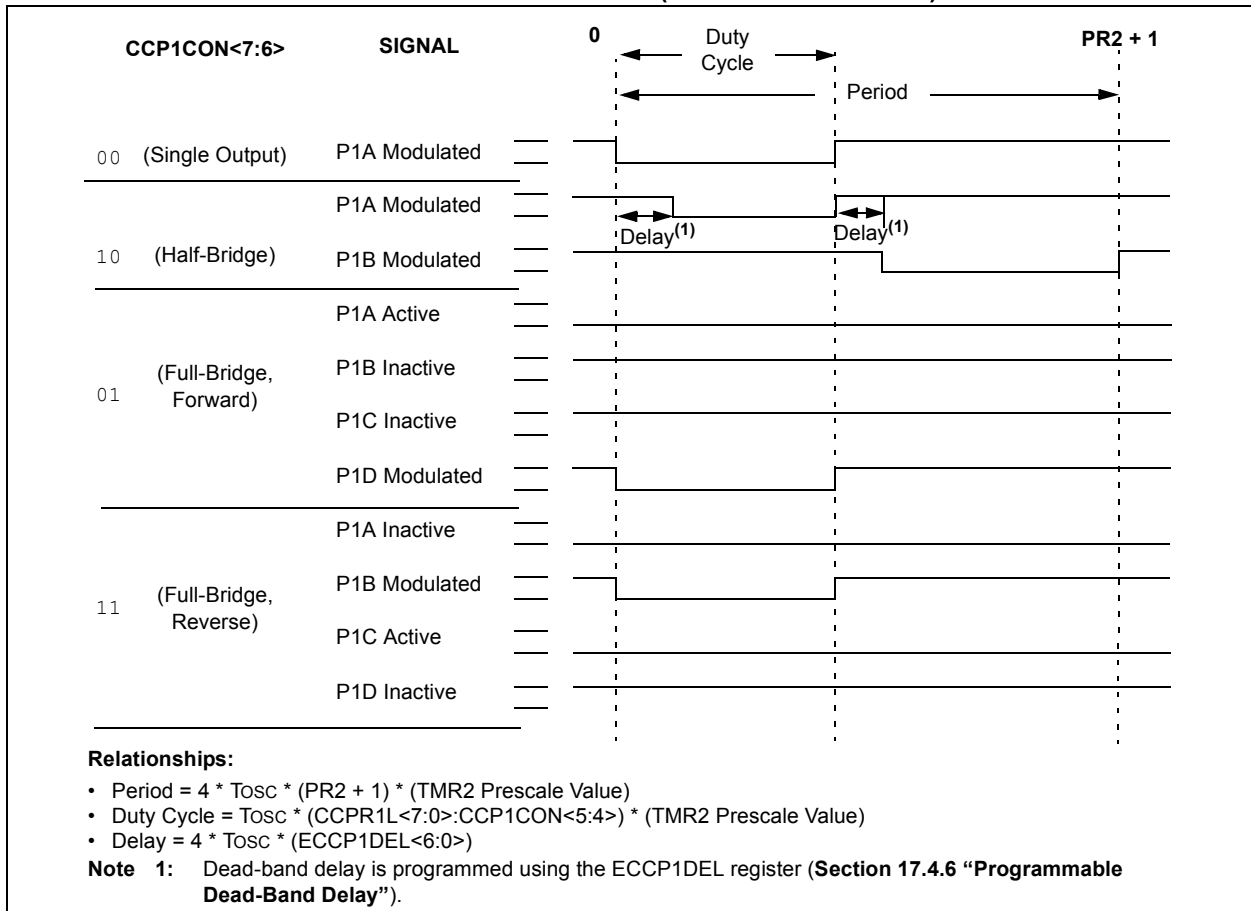 CCP1CON<7:6> SIGNAL 0 Duty Cycle PR2 + 1
Period
00 (Single Output) P1A Modulated
P1A Modulated
Delay(1) Delay(1)
10 (Half-Bridge) P1B Modulated
P1A Active
(Full-Bridge, P1B Inactive
01 Forward)
P1C Inactive
P1D Modulated
P1A Inactive
P1B Modulated
11 (Full-Bridge,
Reverse)
P1C Active
P1D Inactive
Relationships:
• Period = 4 * TOSC * (PR2 + 1) * (TMR2 Prescale Value)
• Duty Cycle = TOSC * (CCPR1L<7:0>:CCP1CON<5:4>) * (TMR2 Prescale Value)
• Delay = 4 * TOSC * (ECCP1DEL<6:0>)
Note 1: Dead-band delay is programmed using the ECCP1DEL register (Section 17.4.6 “Programmable
Dead-Band Delay”).